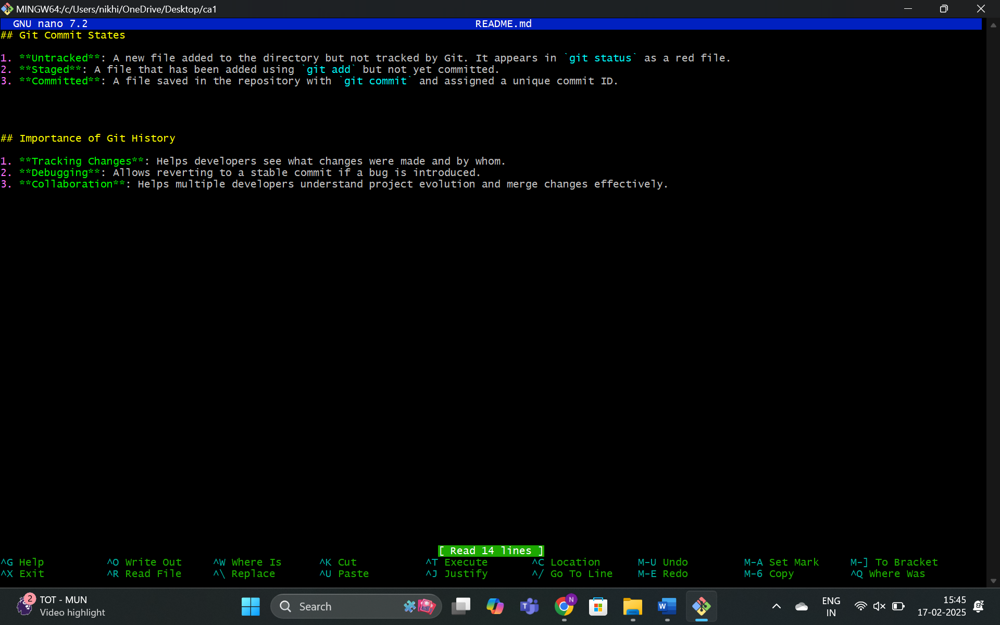 MINGW64:/c/Users/nikhi/OneDrive/Desktop/ca1
GNU nano 7.2 README.md
## Git Commit States
1. **Untracked**: A new file added to the directory but not tracked by Git. It appears in `git status` as a red file.
2. **Staged**: A file that has been added using `git add` but not yet committed.
3. **Committed**: A file saved in the repository with `git commit` and assigned a unique commit ID.
## Importance of Git History
1. **Tracking Changes**: Helps developers see what changes were made and by whom.
2. **Debugging**: Allows reverting to a stable commit if a bug is introduced.
3. **Collaboration**: Helps multiple developers understand project evolution and merge changes effectively.
[ Read 14 lines ]
^G Help ^O Write Out ^W Where Is ^K Cut ^T Execute ^C Location M-U Undo M-A Set Mark M-] To Bracket
^X Exit ^R Read File ^\ Replace ^U Paste ^J Justify ^/ Go To Line M-E Redo M-6 Copy ^Q Where Was
2 TOT - MUN
Video highlight
Search
N
T
W
ENG
IN
15:45
17-02-2025